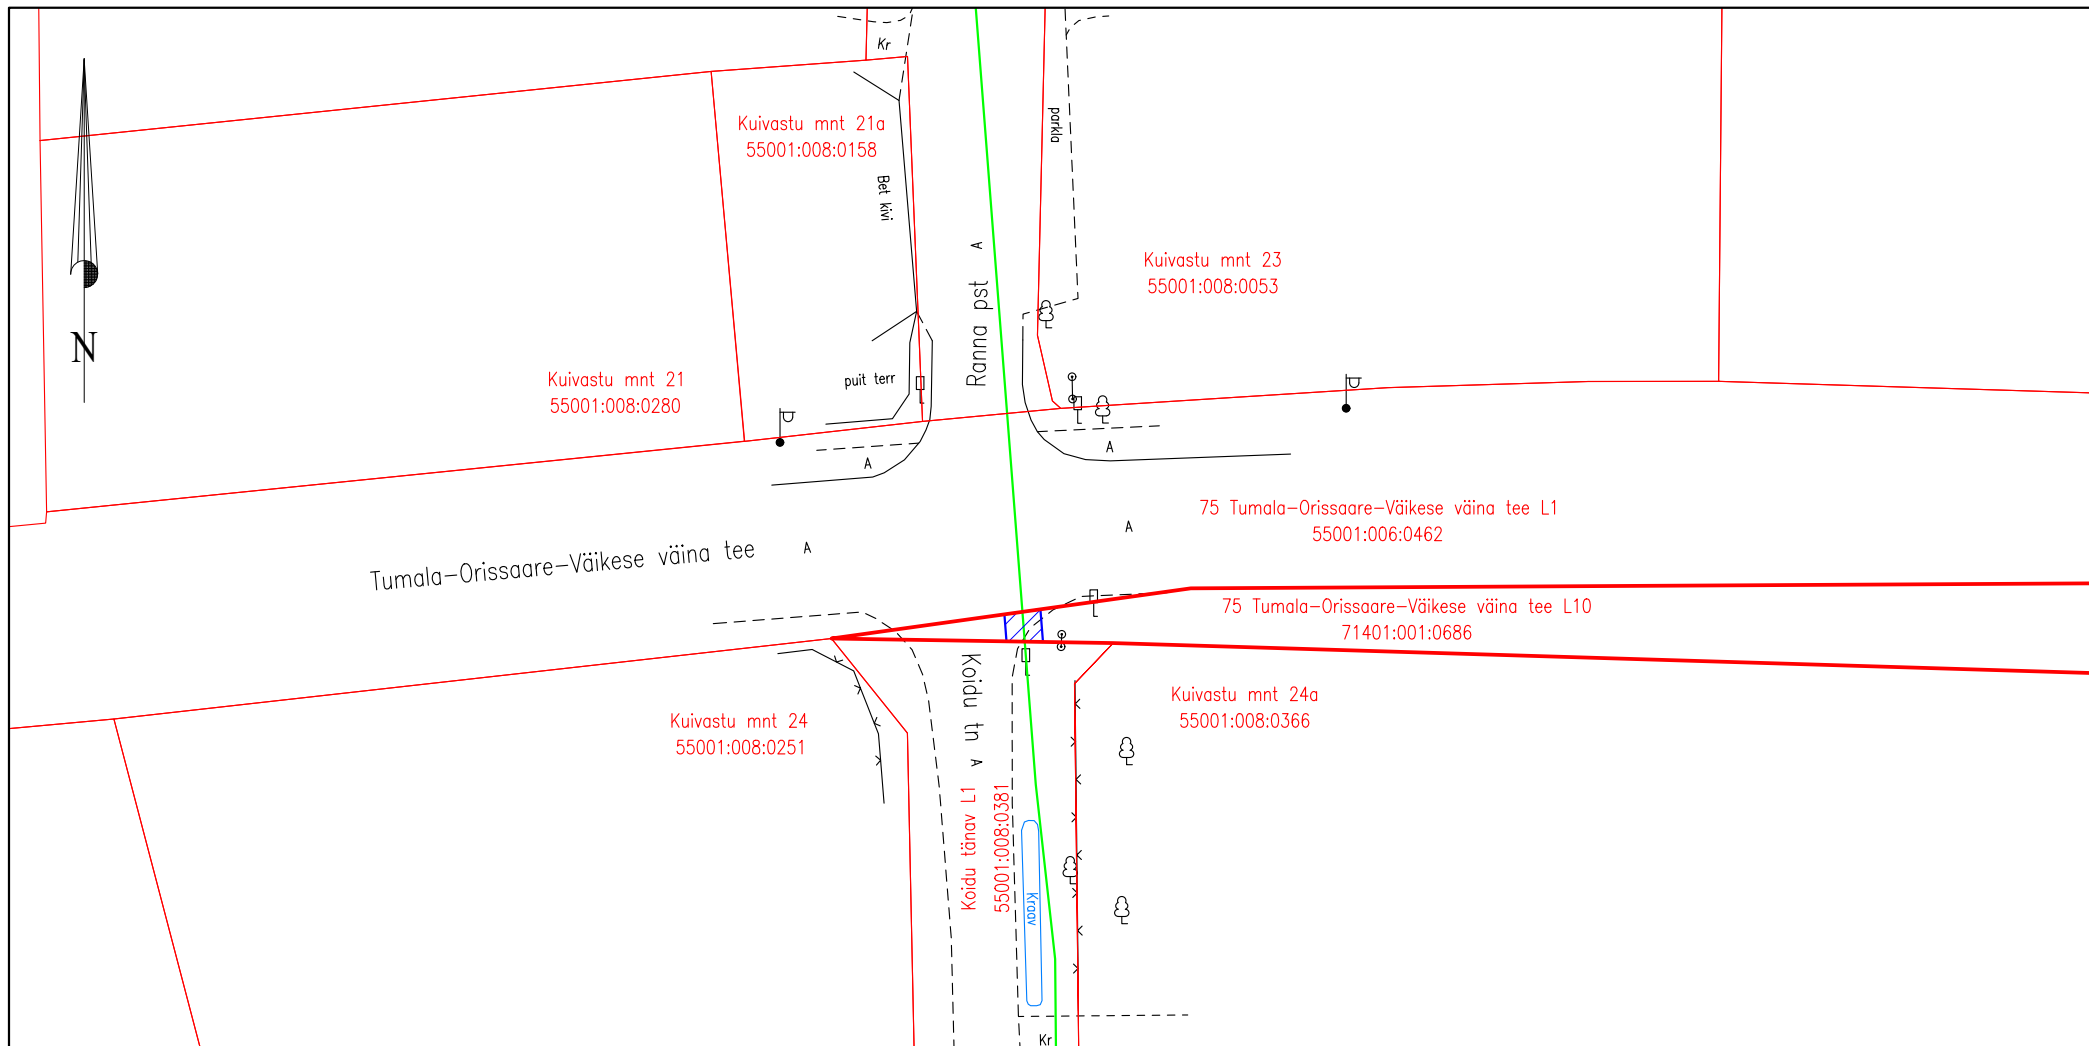 Kr
Kuivastu mnt 21a
55001:008:0158
parkla
Bet kivi
A
Ranna pst
Kuivastu mnt 23
55001:008:0053
N
Kuivastu mnt 21
55001:008:0280
puit terr
A
A
75 Tumala-Orissaare-Väikese väina tee L1
55001:006:0462
A
Tumala-Orissaare-Väikese väina tee
A
75 Tumala-Orissaare-Väikese väina tee L10
71401:001:0686
Koidu tn
A
Kuivastu mnt 24
55001:008:0251
Kuivastu mnt 24a
55001:008:0366
Koidu tänav L1
55001:008:0381
Kraav
Kr